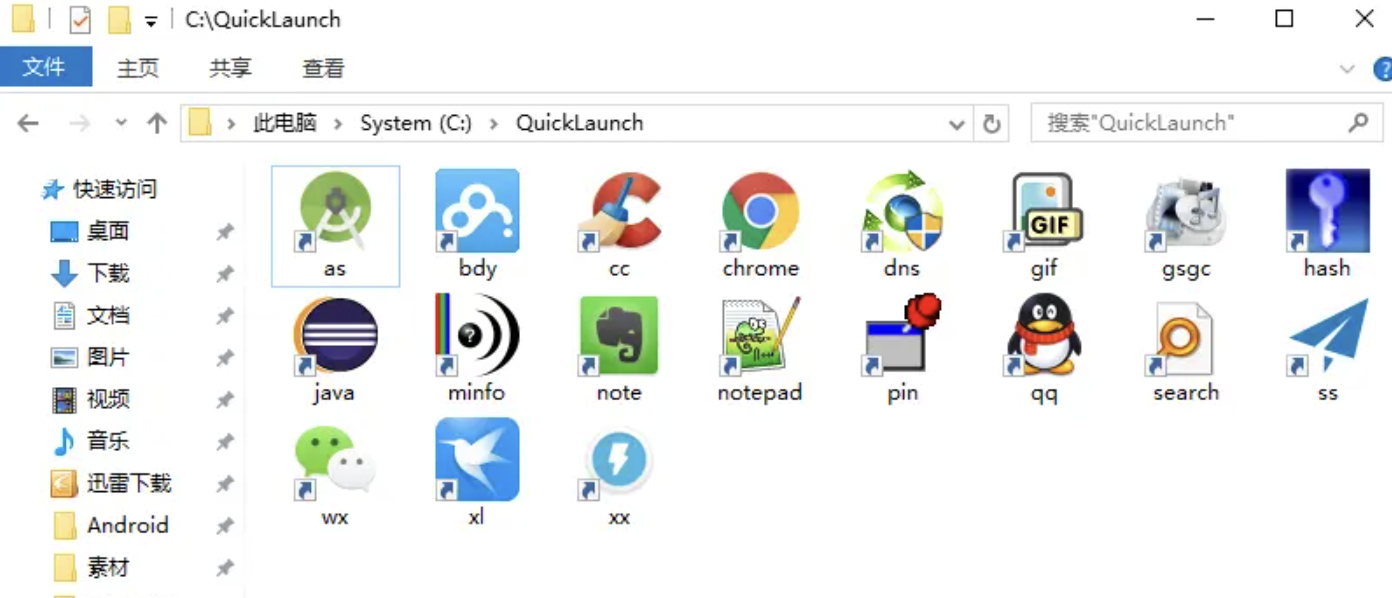 C:\QuickLaunch
文件 主页 共享 查看
此电脑 System (C:) QuickLaunch 搜索"QuickLaunch"
快速访问
桌面
下载
文档
图片
视频
音乐
迅雷下载
Android
素材
as bdy cc chrome dns gif gsgc hash
GIF
java minfo note notepad pin qq search ss
wx xl xx